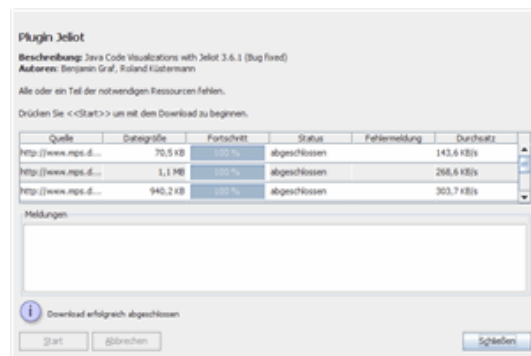 Plugin Jeliot
Beschreibung: Java Code Visualizations with Jeliot 3.6.1 (Bug fixed)
Autoren: Benjamin Graf, Roland Küstermann
Alle oder ein Teil der notwendigen Ressourcen fehlen.
Drücken Sie <<Start>> um mit dem Download zu beginnen.
Quelle Dateigröße Fortschritt Status Fehlermeldung Durchsatz
http://www.mps.d... 70,5 KB 100 % abgeschlossen 143,6 KB/s
http://www.mps.d... 1,1 MB 100 % abgeschlossen 268,6 KB/s
http://www.mps.d... 940,2 KB 100 % abgeschlossen 303,7 KB/s
Meldungen
Download erfolgreich abgeschlossen
Start Abbrechen Schließen